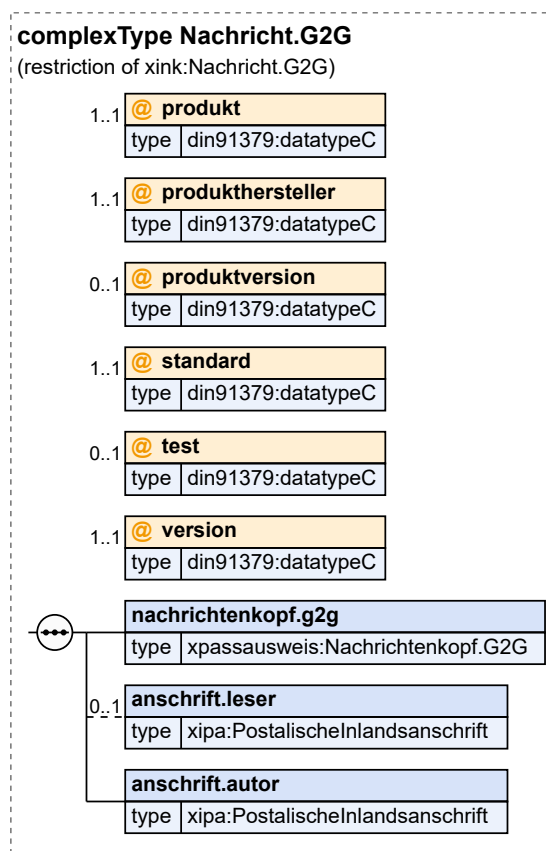 complexType Nachricht.G2G
(restriction of xink:Nachricht.G2G)
1..1 @ produkt
type din91379:datatypeC
1..1 @ produkthersteller
type din91379:datatypeC
0..1 @ produktversion
type din91379:datatypeC
1..1 @ standard
type din91379:datatypeC
0..1 @ test
type din91379:datatypeC
1..1 @ version
type din91379:datatypeC
nachrichtenkopf.g2g
type xpassausweis:Nachrichtenkopf.G2G
0..1 anschrift.leser
type xipa:PostalischeInlandsanschrift
anschrift.autor
type xipa:PostalischeInlandsanschrift